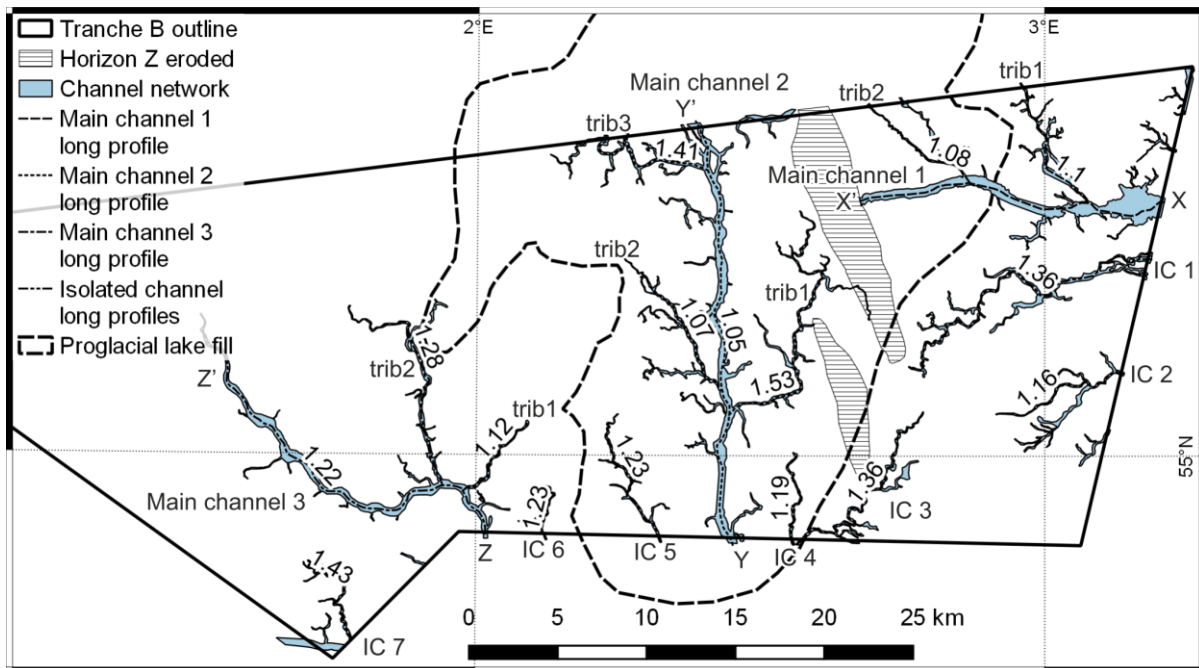 2°E
3°E
Tranche B outline
Horizon Z eroded
Channel network
Main channel 1
long profile
Main channel 2
long profile
Main channel 3
long profile
Isolated channel
long profiles
Proglacial lake fill
Main channel 2
Y'
trib3
1.41
trib2
trib1
1.08
1.1
Main channel 1
X'
X
trib2
trib1
IC 1
1.36
1.07
1.05
1.28
trib2
Z'
1.53
IC 2
1.16
trib1
1.12
1.22
1.23
1.19
1.36
IC 3
55°N
Main channel 3
1.23
Z
IC 6
IC 5
Y
IC 4
1.43
IC 7
0 5 10 15 20 25 km